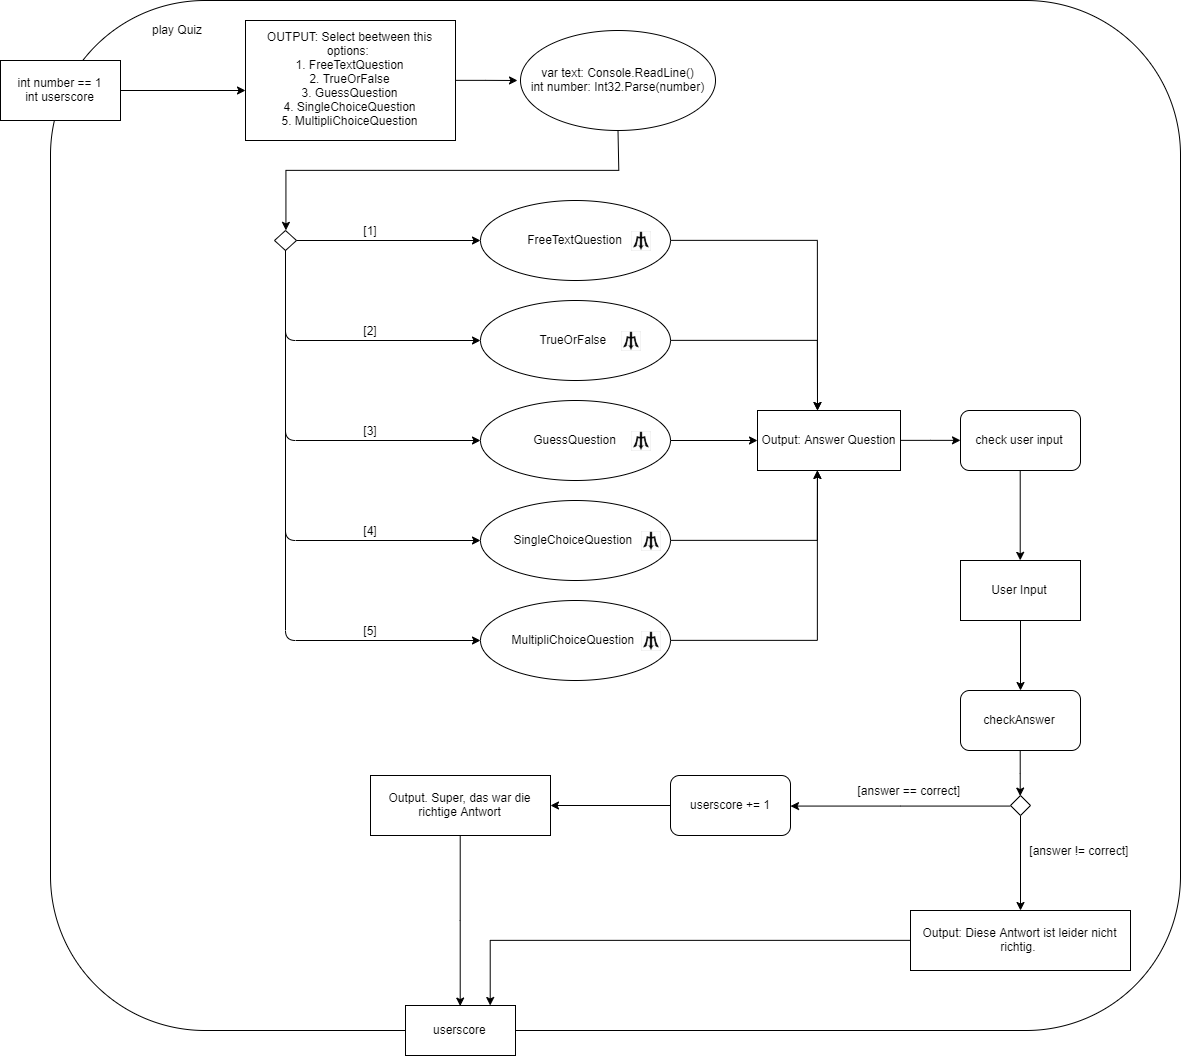 play Quiz
int number == 1
int userscore
OUTPUT: Select beetween this
options:
1. FreeTextQuestion
2. TrueOrFalse
3. GuessQuestion
4. SingleChoiceQuestion
5. MultipliChoiceQuestion
var text: Console.ReadLine()
int number: Int32.Parse(number)
[1]
FreeTextQuestion
[2]
TrueOrFalse
[3]
GuessQuestion
Output: Answer Question
check user input
[4]
SingleChoiceQuestion
User Input
[5]
MultipliChoiceQuestion
checkAnswer
[answer == correct]
userscore += 1
Output. Super, das war die
richtige Antwort
[answer != correct]
Output: Diese Antwort ist leider nicht
richtig.
userscore